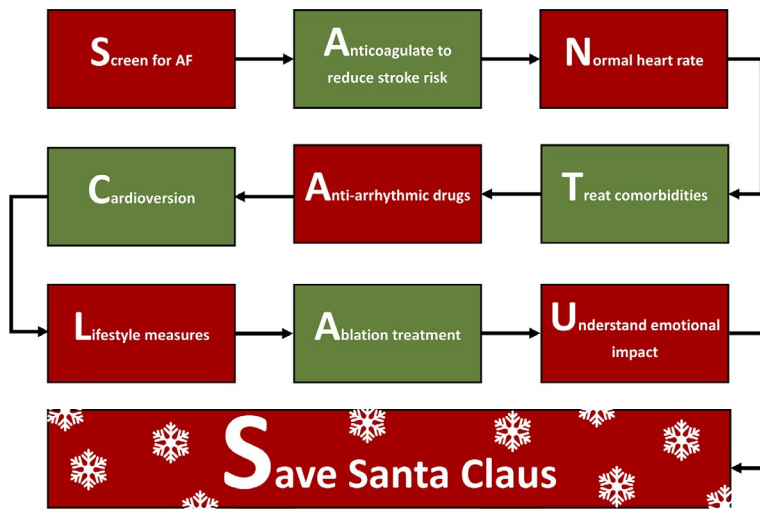 Screen for AF
Anticoagulate to
reduce stroke risk
Normal heart rate
Treat comorbidities
Anti-arrhythmic drugs
Cardioversion
Lifestyle measures
Ablation treatment
Understand emotional
impact
Save Santa Claus